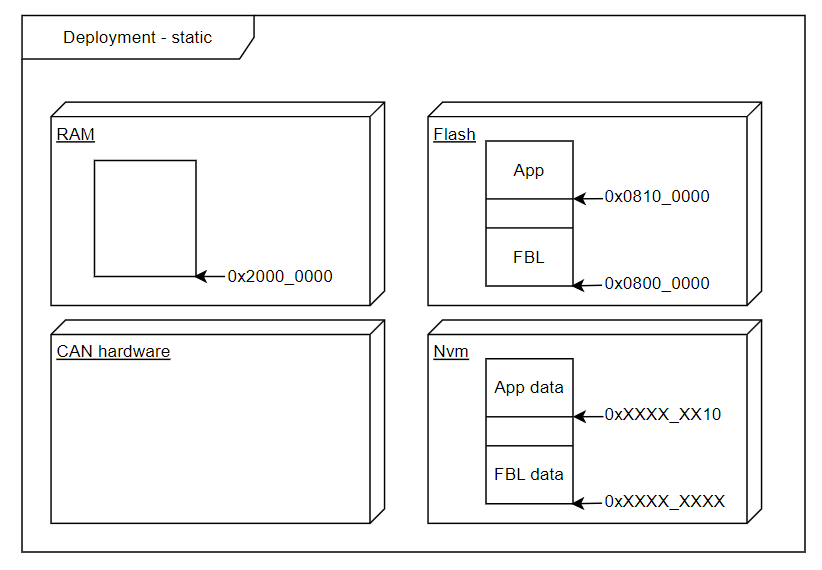 Deployment - static
RAM
0x2000_0000
Flash
App
0x0810_0000
FBL
0x0800_0000
CAN hardware
Nvm
App data
0xXXXX_XX10
FBL data
0xXXXX_XXXX